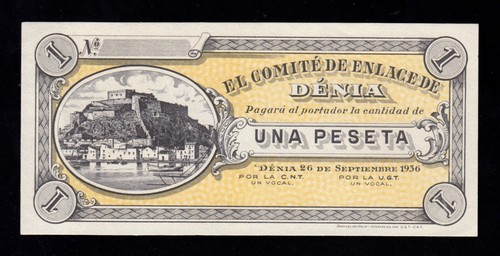 1 Nº 1
EL COMITÉ DE ENLACE DE
DÉNIA
Pagará al portador la cantidad de
UNA PESETA
DÉNIA 26 DE SEPTIEMBRE 1936
POR LA C.N.T. POR LA U.G.T.
UN VOCAL. UN VOCAL.
1 1